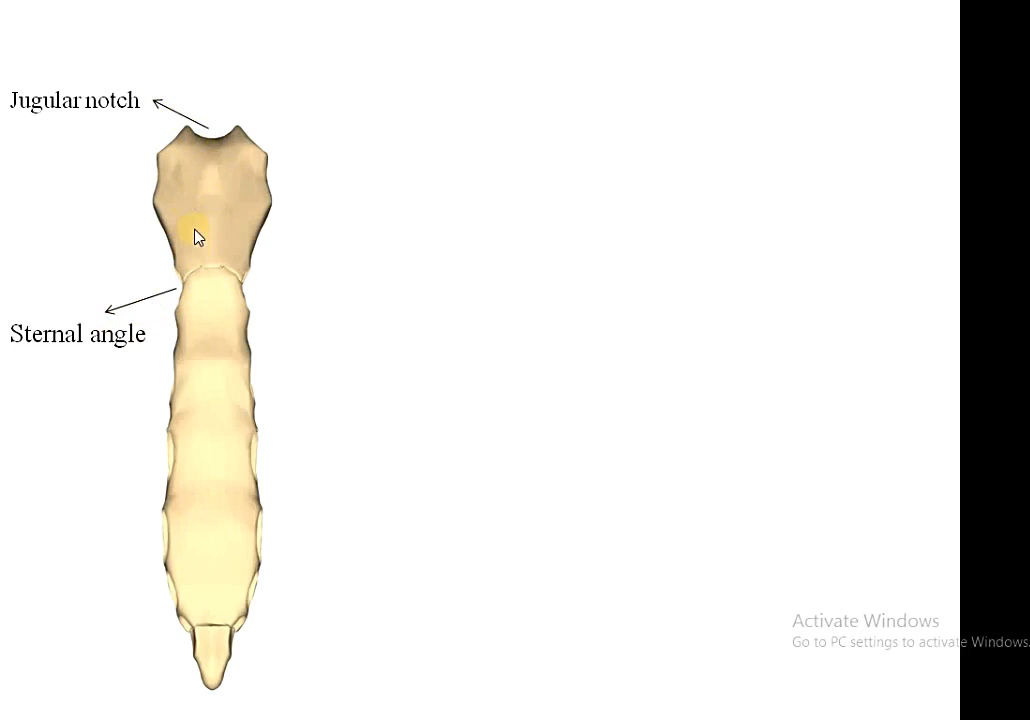 Jugular notch
Sternal angle
Activate Windows
Go to PC settings to activate Windows.